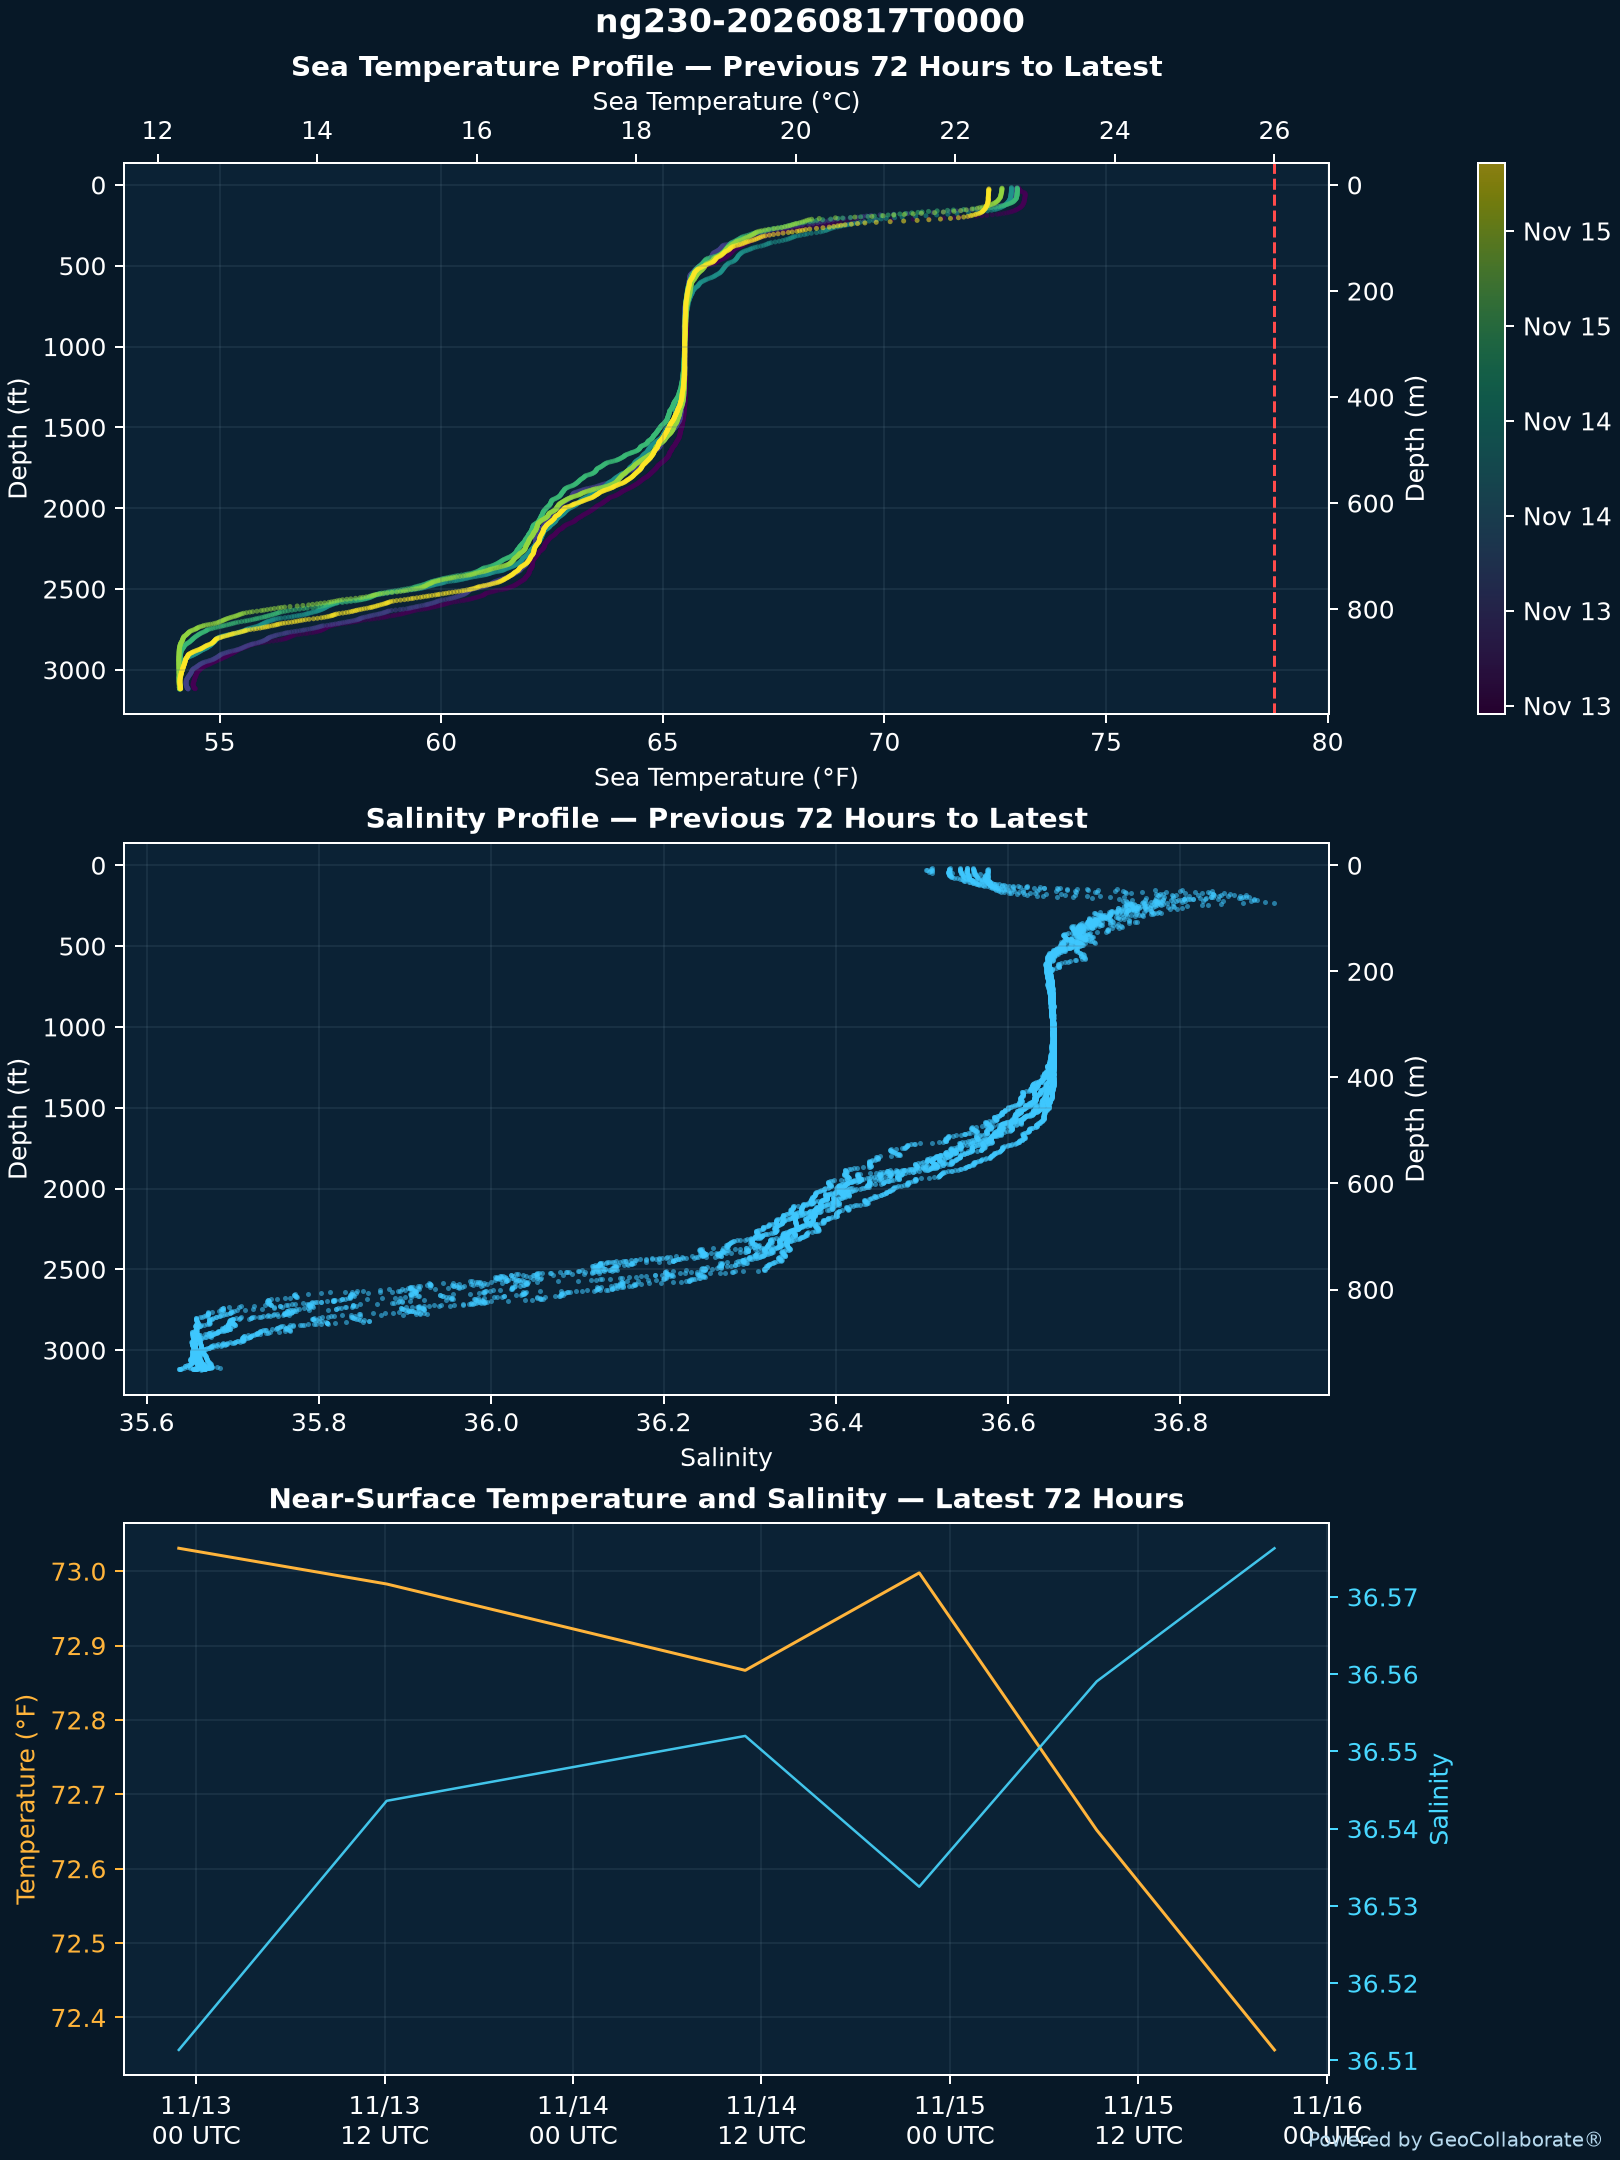 ng230-20260817T0000
Sea Temperature Profile — Previous 72 Hours to Latest
Sea Temperature (°C)
12 14 16 18 20 22 24 26
0
500
1000
1500
2000
2500
3000
Depth (ft)
0
200
400
600
800
Depth (m)
Nov 15
Nov 15
Nov 14
Nov 14
Nov 13
Nov 13
55 60 65 70 75 80
Sea Temperature (°F)
Salinity Profile — Previous 72 Hours to Latest
0
500
1000
1500
2000
2500
3000
Depth (ft)
0
200
400
600
800
Depth (m)
35.6 35.8 36.0 36.2 36.4 36.6 36.8
Salinity
Near-Surface Temperature and Salinity — Latest 72 Hours
73.0
72.9
72.8
72.7
72.6
72.5
72.4
Temperature (°F)
36.57
36.56
36.55
36.54
36.53
36.52
36.51
Salinity
11/13 11/13 11/14 11/14 11/15 11/15 11/16
00 UTC 12 UTC 00 UTC 12 UTC 00 UTC 12 UTC 00 UTC
Powered by GeoCollaborate®